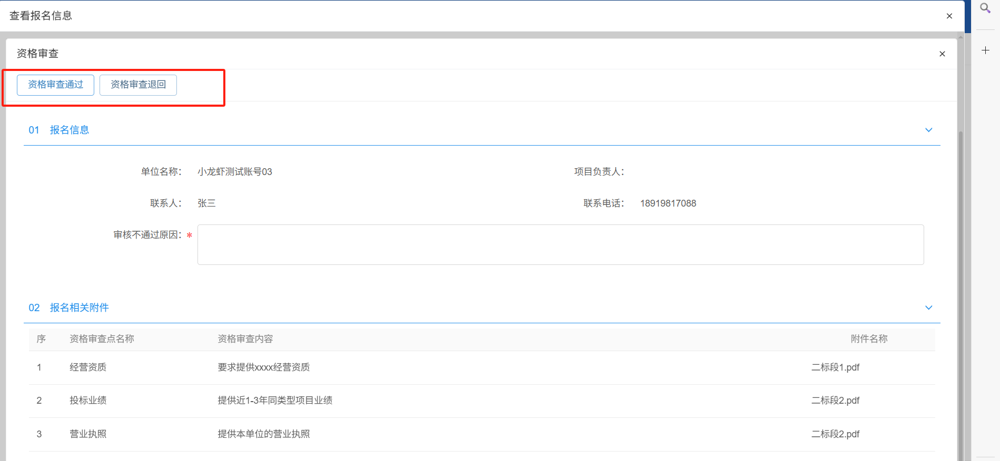 查看报名信息
×
资格审查
×
资格审查通过 资格审查退回
01 报名信息
单位名称： 小龙虾测试账号03 项目负责人：
联系人： 张三 联系电话： 18919817088
审核不通过原因：*
02 报名相关附件
序 资格审查点名称 资格审查内容 附件名称
1 经营资质 要求提供xxxx经营资质 二标段1.pdf
2 投标业绩 提供近1-3年同类型项目业绩 二标段2.pdf
3 营业执照 提供本单位的营业执照 二标段2.pdf